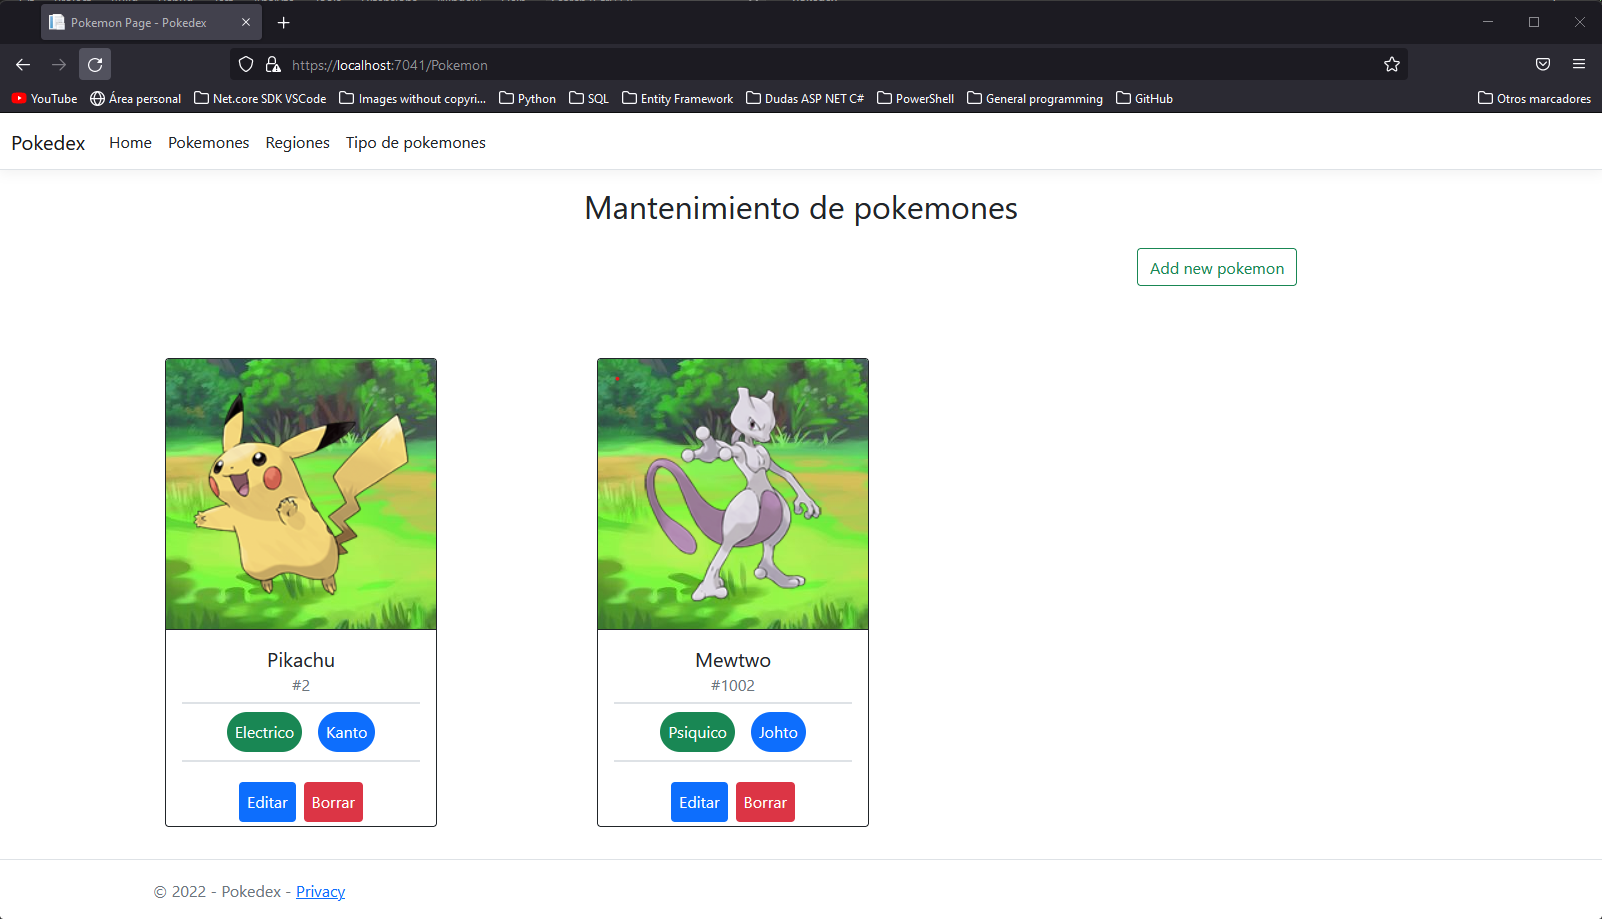 Pokemon Page - Pokedex
https://localhost:7041/Pokemon
YouTube Área personal Net.core SDK VSCode Images without copyri... Python SQL Entity Framework Dudas ASP NET C# PowerShell General programming GitHub Otros marcadores
Pokedex Home Pokemones Regiones Tipo de pokemones
Mantenimiento de pokemones
Add new pokemon
Pikachu
#2
Electrico Kanto
Editar Borrar
Mewtwo
#1002
Psiquico Johto
Editar Borrar
© 2022 - Pokedex - Privacy